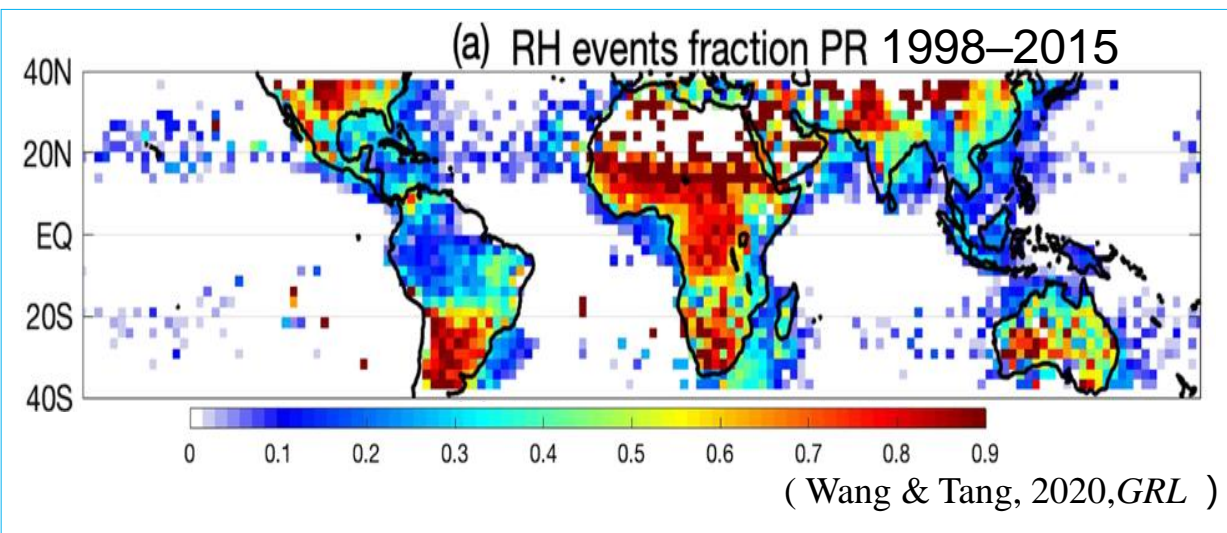 (a) RH events fraction PR 1998–2015
40N
20N
EQ
20S
40S
0 0.1 0.2 0.3 0.4 0.5 0.6 0.7 0.8 0.9
( Wang & Tang, 2020,GRL )